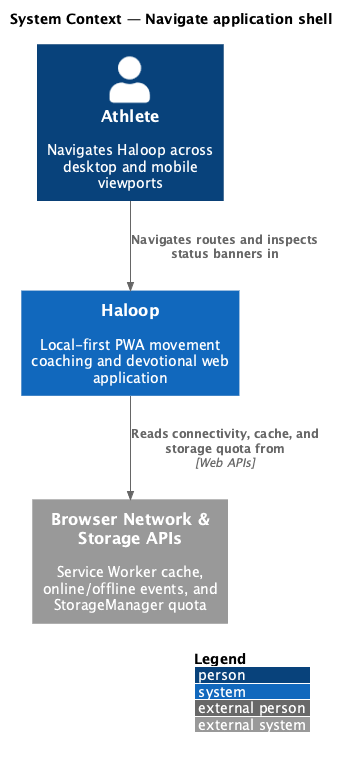 System Context — Navigate application shell
Athlete
Navigates Haloop across
desktop and mobile
viewports
Navigates routes and inspects
status banners in
Haloop
Local-first PWA movement
coaching and devotional web
application
Reads connectivity, cache, and
storage quota from
[Web APIs]
Browser Network &
Storage APIs
Service Worker cache,
online/offline events, and
StorageManager quota
Legend
person
system
external person
external system